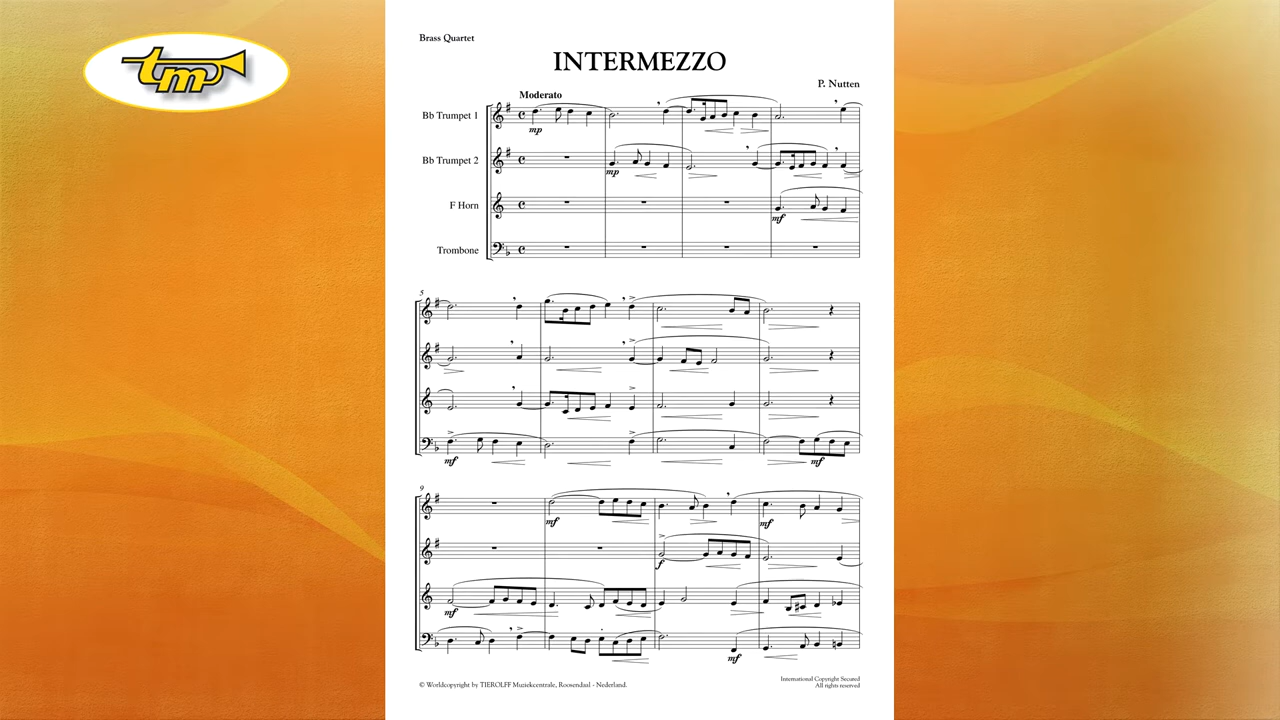 tm
Brass Quartet
INTERMEZZO
P. Nutten
Moderato
Bb Trumpet 1
mp
Bb Trumpet 2
mp
F Horn
mf
Trombone
5
mf
mf
9
mf
mf
f
mf
mf
© Worldcopyright by TIEROLFF Muziekcentrale, Roosendaal - Nederland.
International Copyright Secured
All rights reserved